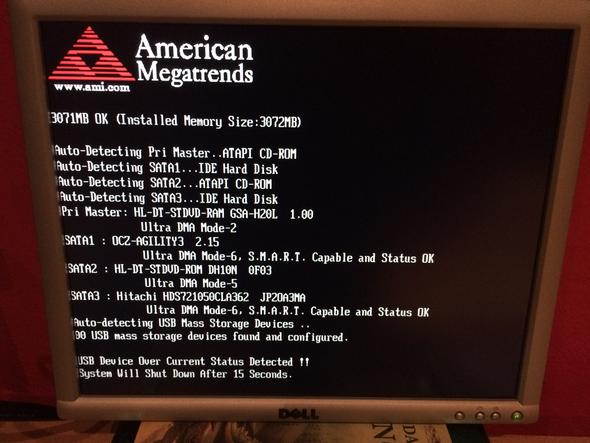 American
Megatrends
www.ami.com
3071MB OK (Installed Memory Size:3072MB)
Auto-Detecting Pri Master..ATAPI CD-ROM
Auto-Detecting SATA1...IDE Hard Disk
Auto-Detecting SATA2...ATAPI CD-ROM
Auto-Detecting SATA3...IDE Hard Disk
Pri Master: HL-DT-STDVD-RAM GSA-H20L 1.00
Ultra DMA Mode-2
SATA1 : OCZ-AGILITY3 2.15
Ultra DMA Mode-6, S.M.A.R.T. Capable and Status OK
SATA2 : HL-DT-STDVD-ROM DH10N 0F03
Ultra DMA Mode-5
SATA3 : Hitachi HDS721050CLA362 JP2OA3MA
Ultra DMA Mode-6, S.M.A.R.T. Capable and Status OK
Auto-detecting USB Mass Storage Devices ..
00 USB mass storage devices found and configured.
USB Device Over Current Status Detected !!
System Will Shut Down After 15 Seconds.
DELL